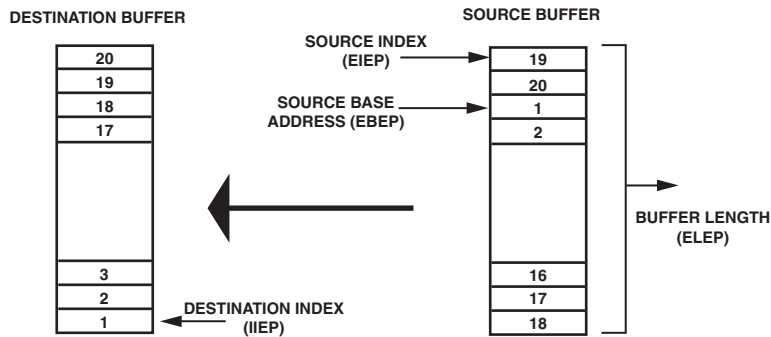 DESTINATION BUFFER
20
19
18
17
3
2
1
DESTINATION INDEX
(IIEP)
SOURCE BUFFER
SOURCE INDEX
(EIEP)
SOURCE BASE
ADDRESS (EBEP)
19
20
1
2
16
17
18
BUFFER LENGTH
(ELEP)